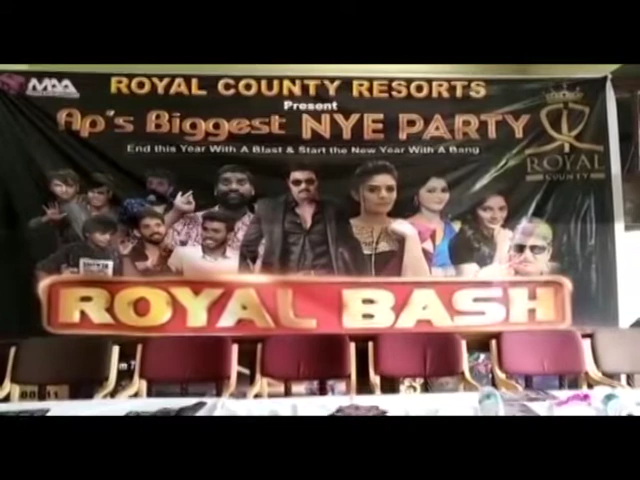 MAA
ROYAL COUNTY RESORTS
Present
Ap's Biggest NYE PARTY
End this Year With A Blast & Start the New Year With A Bang
ROYAL
COUNTY
ROYAL BASH